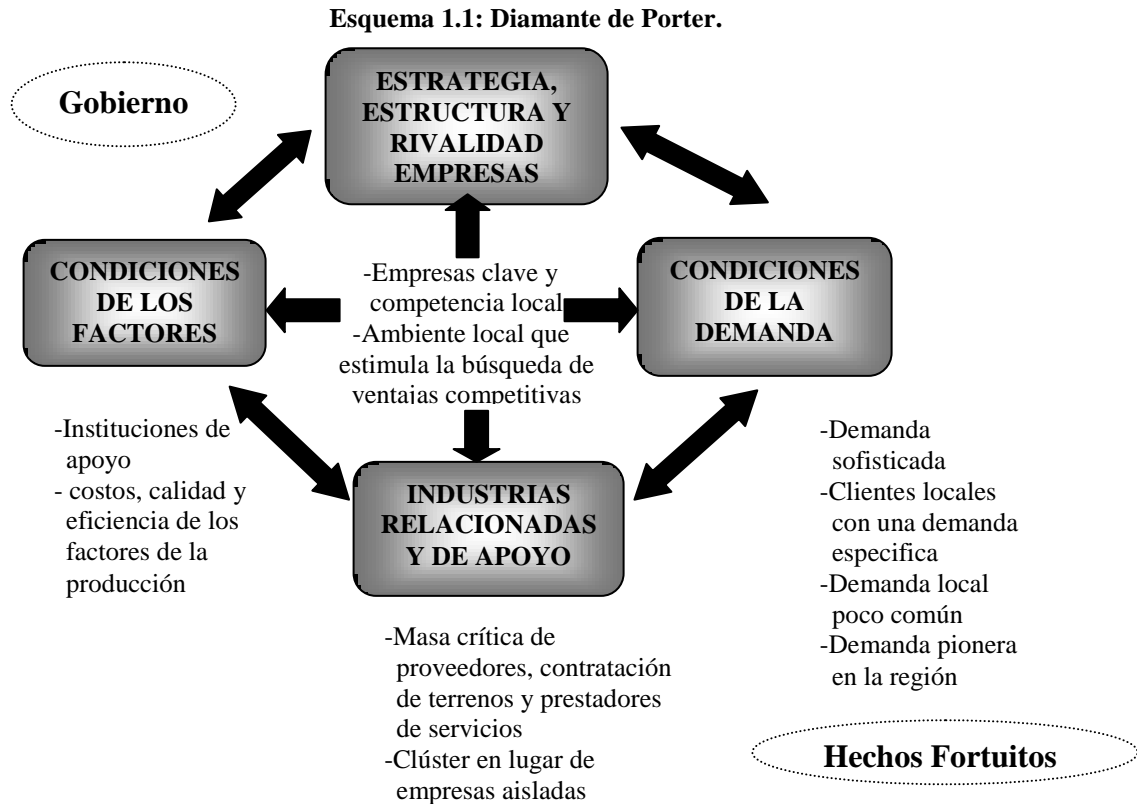 Esquema 1.1: Diamante de Porter.
Gobierno
ESTRATEGIA,
ESTRUCTURA Y
RIVALIDAD
EMPRESAS
CONDICIONES
DE LOS
FACTORES
-Empresas clave y
competencia local
-Ambiente local que
estimula la búsqueda de
ventajas competitivas
CONDICIONES
DE LA
DEMANDA
-Instituciones de
apoyo
- costos, calidad y
eficiencia de los
factores de la
producción
INDUSTRIAS
RELACIONADAS
Y DE APOYO
-Demanda
sofisticada
-Clientes locales
con una demanda
especifica
-Demanda local
poco común
-Demanda pionera
en la región
-Masa crítica de
proveedores, contratación
de terrenos y prestadores
de servicios
-Clúster en lugar de
empresas aisladas
Hechos Fortuitos